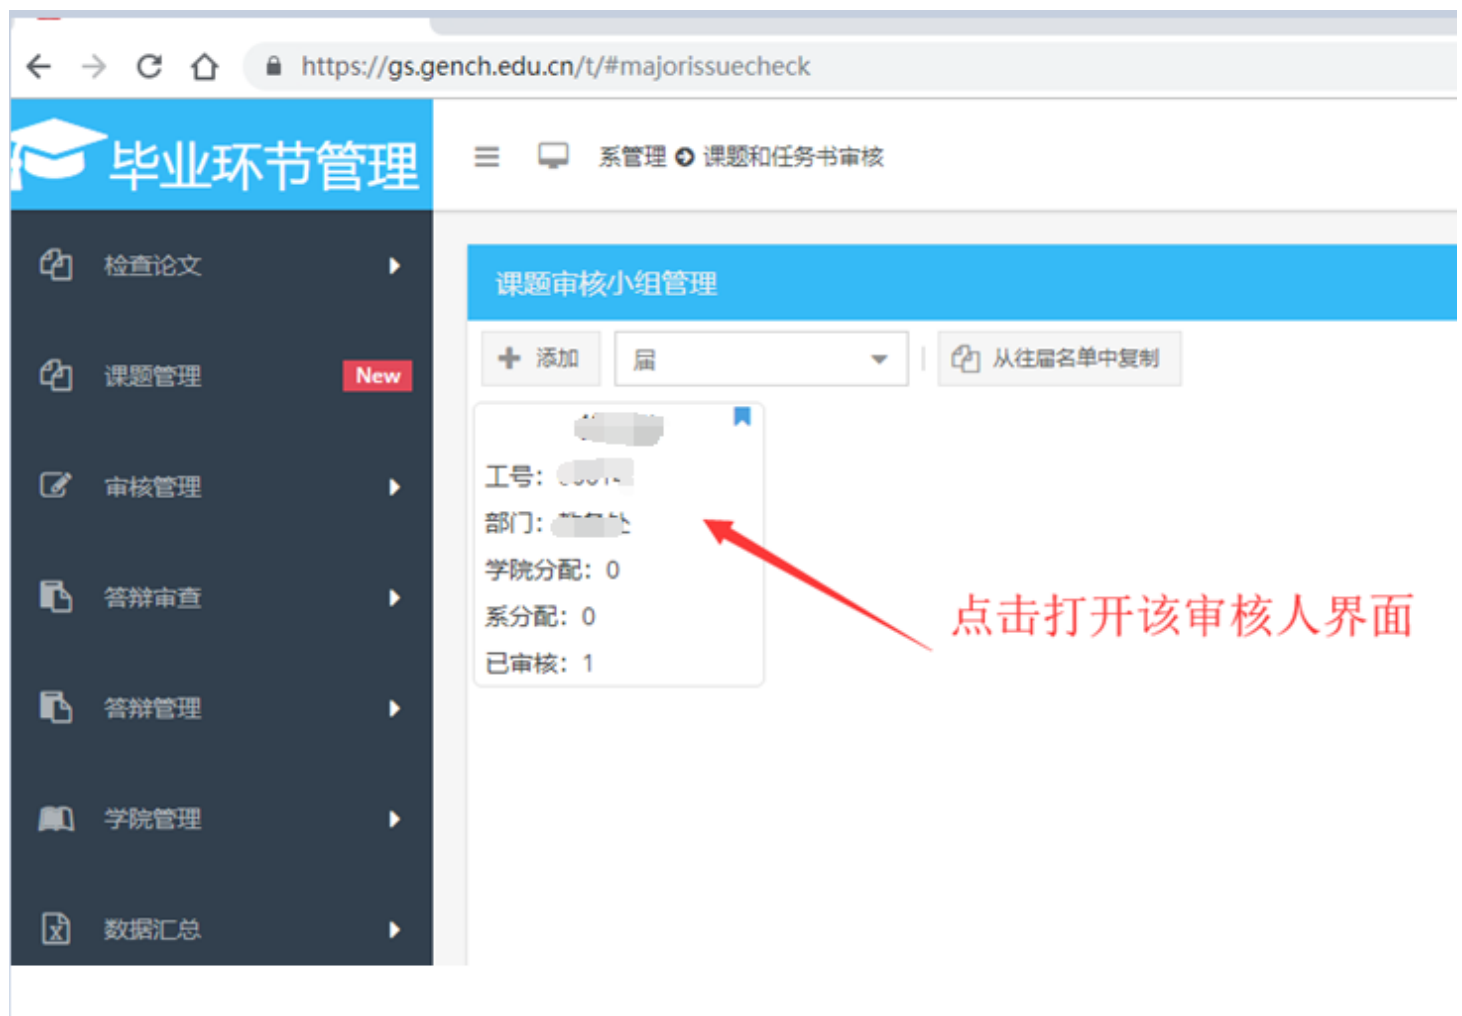 https://gs.gench.edu.cn/t/#majorissuecheck
毕业环节管理
系管理 课题和任务书审核
检查论文
课题管理 New
审核管理
答辩审查
答辩管理
学院管理
数据汇总
课题审核小组管理
添加 届 从往届名单中复制
工号：
部门：
学院分配：0
系分配：0
已审核：1
点击打开该审核人界面